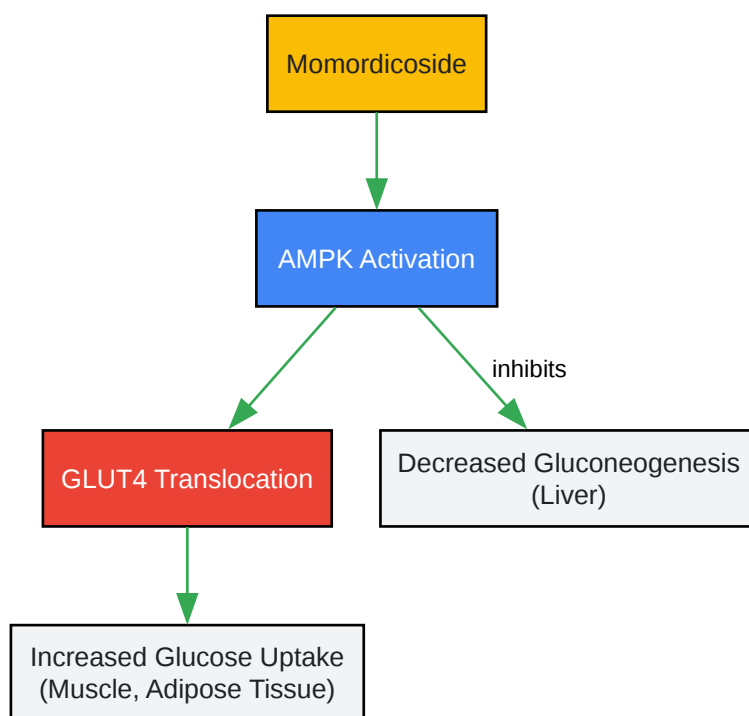 Momordicoside
AMPK Activation
inhibits
GLUT4 Translocation
Decreased Gluconeogenesis
(Liver)
Increased Glucose Uptake
(Muscle, Adipose Tissue)